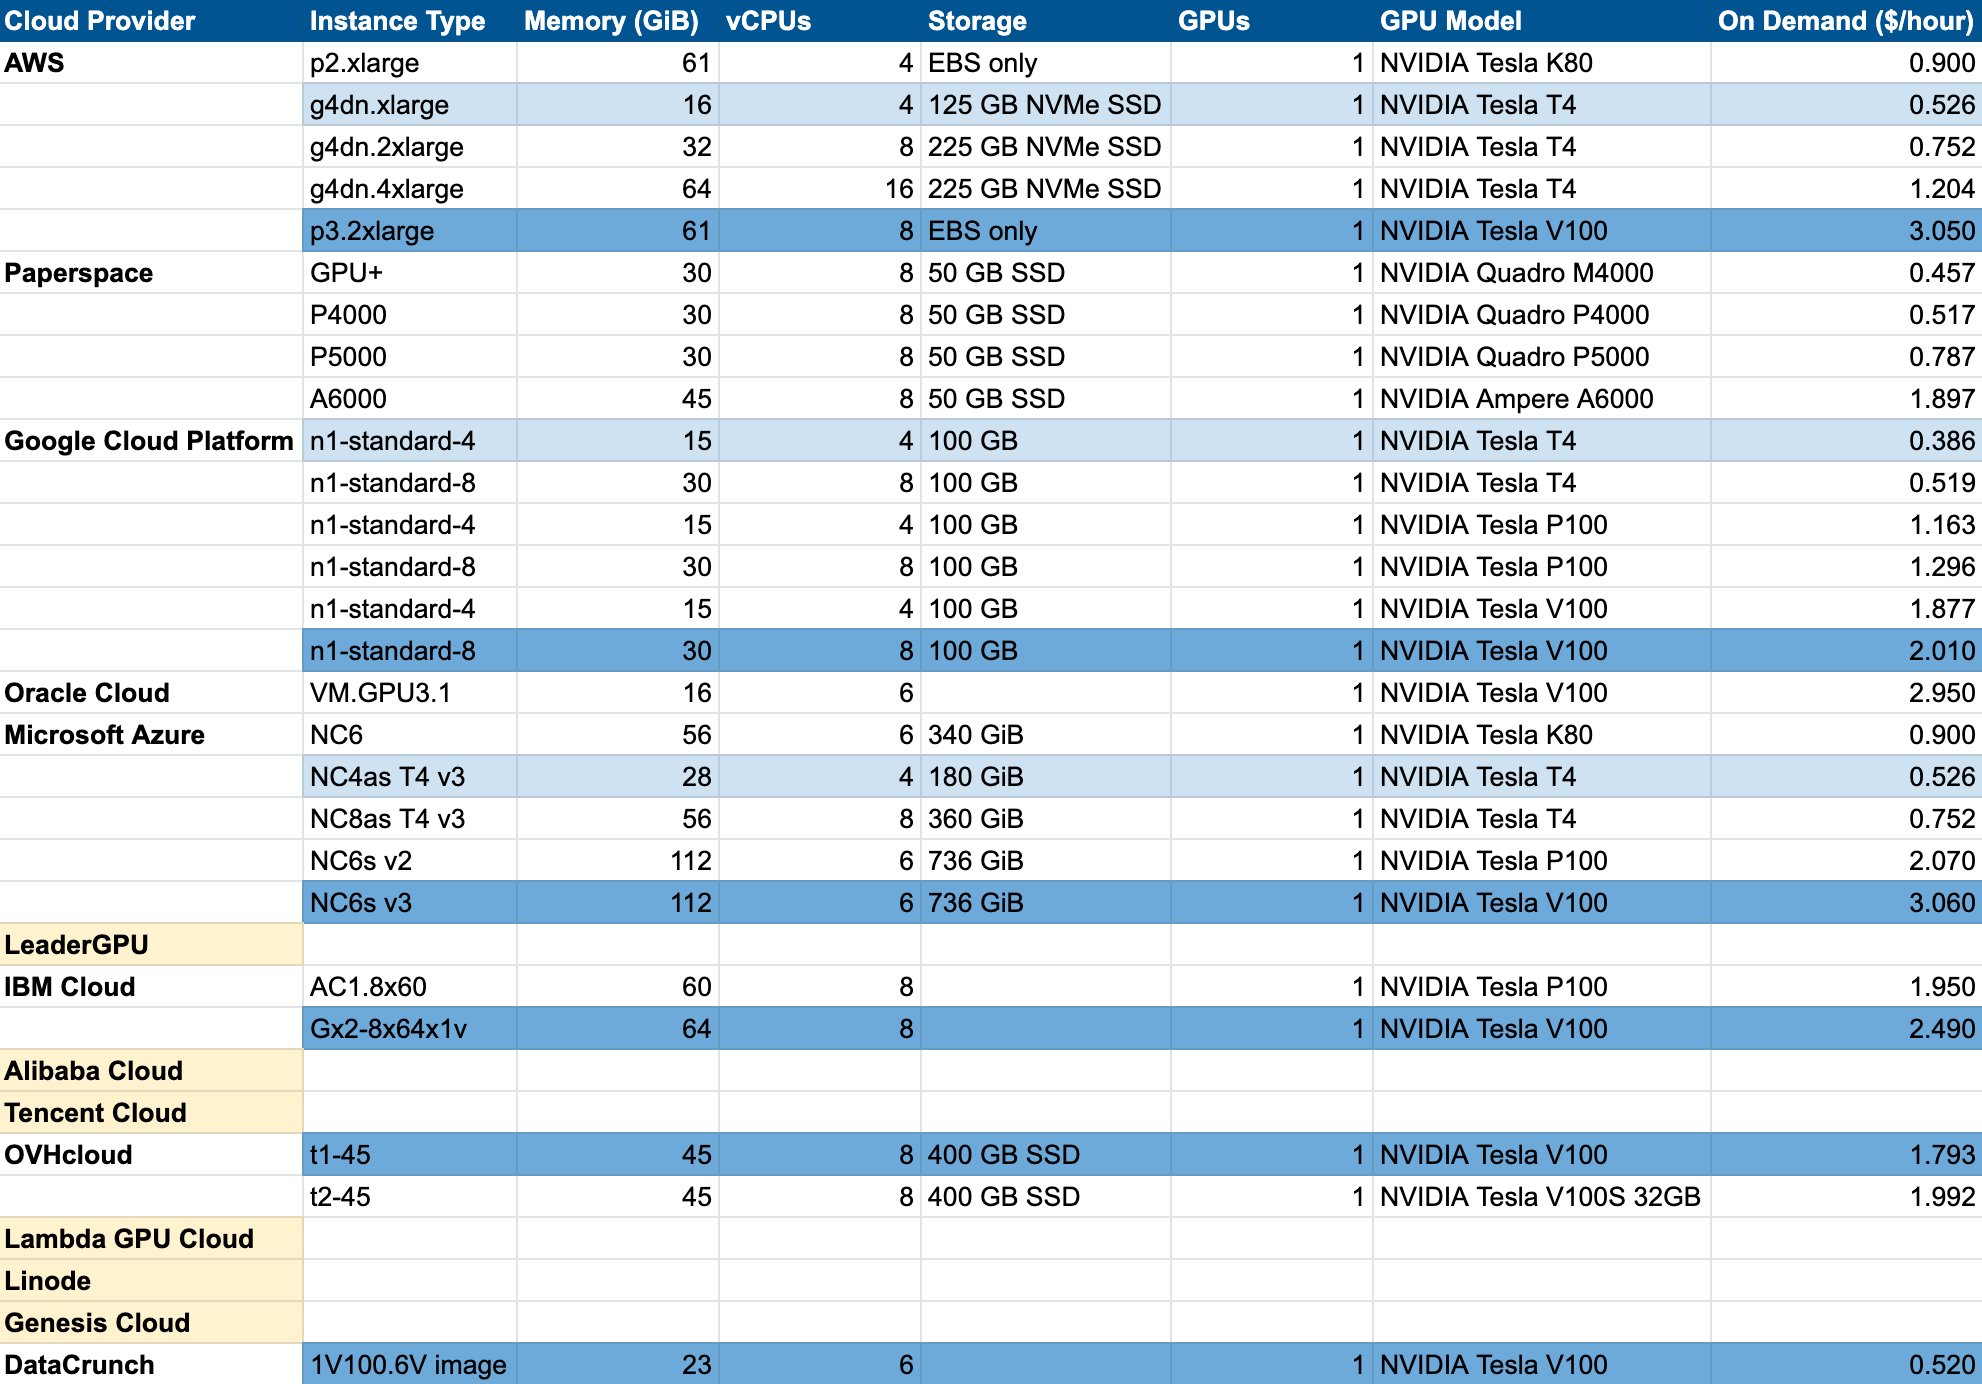 Cloud Provider Instance Type Memory (GiB) vCPUs Storage GPUs GPU Model On Demand ($/hour)
AWS p2.xlarge 61 4 EBS only 1 NVIDIA Tesla K80 0.900
g4dn.xlarge 16 4 125 GB NVMe SSD 1 NVIDIA Tesla T4 0.526
g4dn.2xlarge 32 8 225 GB NVMe SSD 1 NVIDIA Tesla T4 0.752
g4dn.4xlarge 64 16 225 GB NVMe SSD 1 NVIDIA Tesla T4 1.204
p3.2xlarge 61 8 EBS only 1 NVIDIA Tesla V100 3.050
Paperspace GPU+ 30 8 50 GB SSD 1 NVIDIA Quadro M4000 0.457
P4000 30 8 50 GB SSD 1 NVIDIA Quadro P4000 0.517
P5000 30 8 50 GB SSD 1 NVIDIA Quadro P5000 0.787
A6000 45 8 50 GB SSD 1 NVIDIA Ampere A6000 1.897
Google Cloud Platform n1-standard-4 15 4 100 GB 1 NVIDIA Tesla T4 0.386
n1-standard-8 30 8 100 GB 1 NVIDIA Tesla T4 0.519
n1-standard-4 15 4 100 GB 1 NVIDIA Tesla P100 1.163
n1-standard-8 30 8 100 GB 1 NVIDIA Tesla P100 1.296
n1-standard-4 15 4 100 GB 1 NVIDIA Tesla V100 1.877
n1-standard-8 30 8 100 GB 1 NVIDIA Tesla V100 2.010
Oracle Cloud VM.GPU3.1 16 6 1 NVIDIA Tesla V100 2.950
Microsoft Azure NC6 56 6 340 GiB 1 NVIDIA Tesla K80 0.900
NC4as T4 v3 28 4 180 GiB 1 NVIDIA Tesla T4 0.526
NC8as T4 v3 56 8 360 GiB 1 NVIDIA Tesla T4 0.752
NC6s v2 112 6 736 GiB 1 NVIDIA Tesla P100 2.070
NC6s v3 112 6 736 GiB 1 NVIDIA Tesla V100 3.060
LeaderGPU
IBM Cloud AC1.8x60 60 8 1 NVIDIA Tesla P100 1.950
Gx2-8x64x1v 64 8 1 NVIDIA Tesla V100 2.490
Alibaba Cloud
Tencent Cloud
OVHcloud t1-45 45 8 400 GB SSD 1 NVIDIA Tesla V100 1.793
t2-45 45 8 400 GB SSD 1 NVIDIA Tesla V100S 32GB 1.992
Lambda GPU Cloud
Linode
Genesis Cloud
DataCrunch 1V100.6V image 23 6 1 NVIDIA Tesla V100 0.520